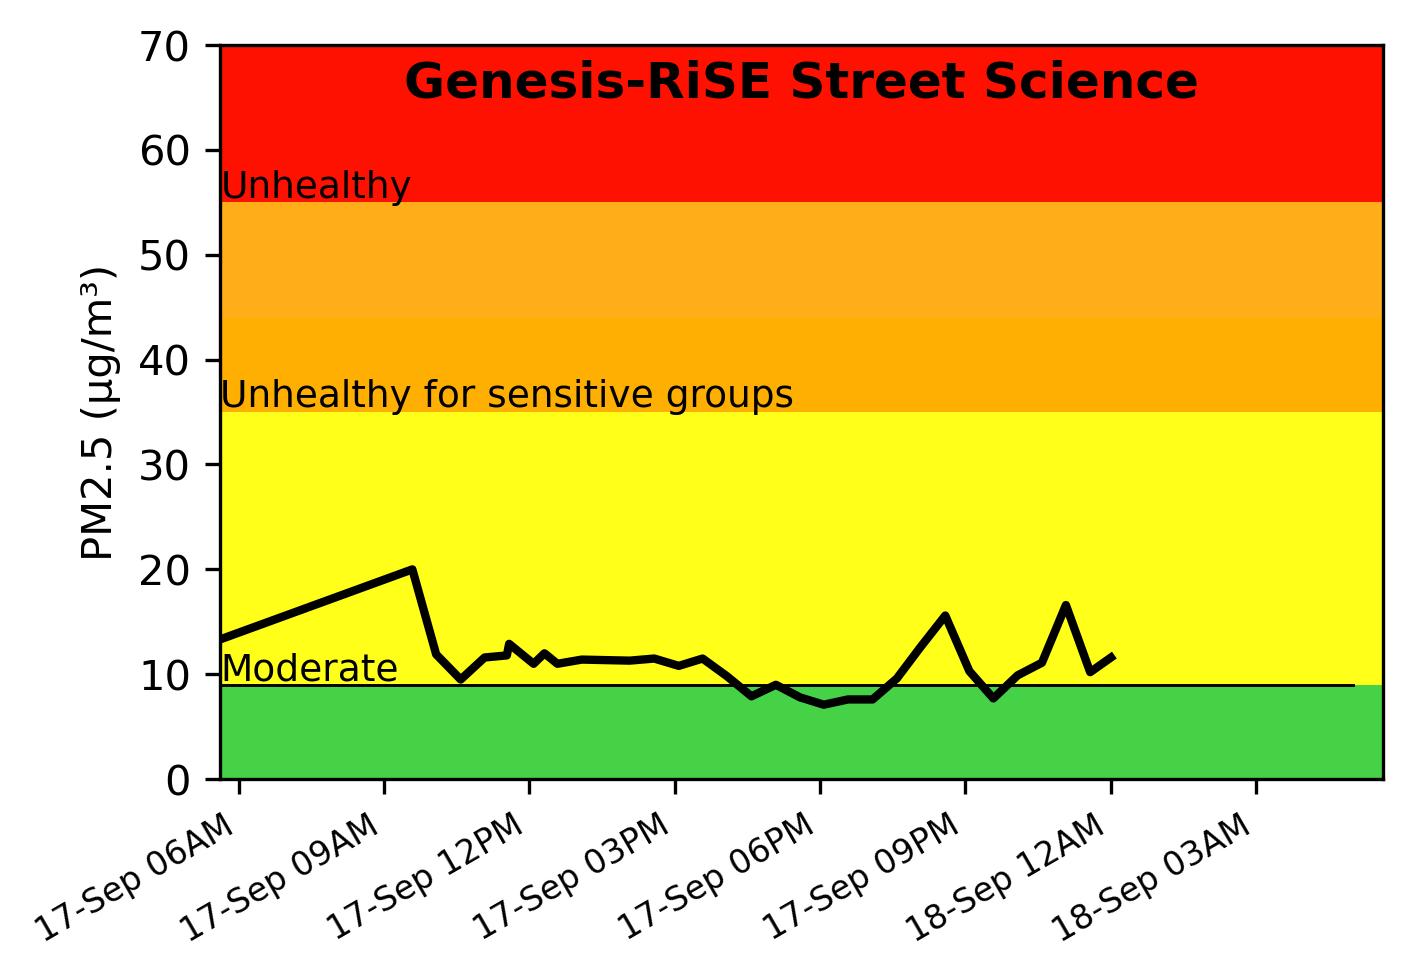 Genesis-RiSE Street Science
70
60
Unhealthy
50
40
Unhealthy for sensitive groups
30
20
10
Moderate
0
PM2.5 (µg/m³)
17-Sep 06AM
17-Sep 09AM
17-Sep 12PM
17-Sep 03PM
17-Sep 06PM
17-Sep 09PM
18-Sep 12AM
18-Sep 03AM